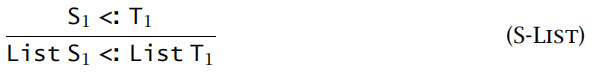 S₁ <: T₁
List S₁ <: List T₁ (S-LIST)